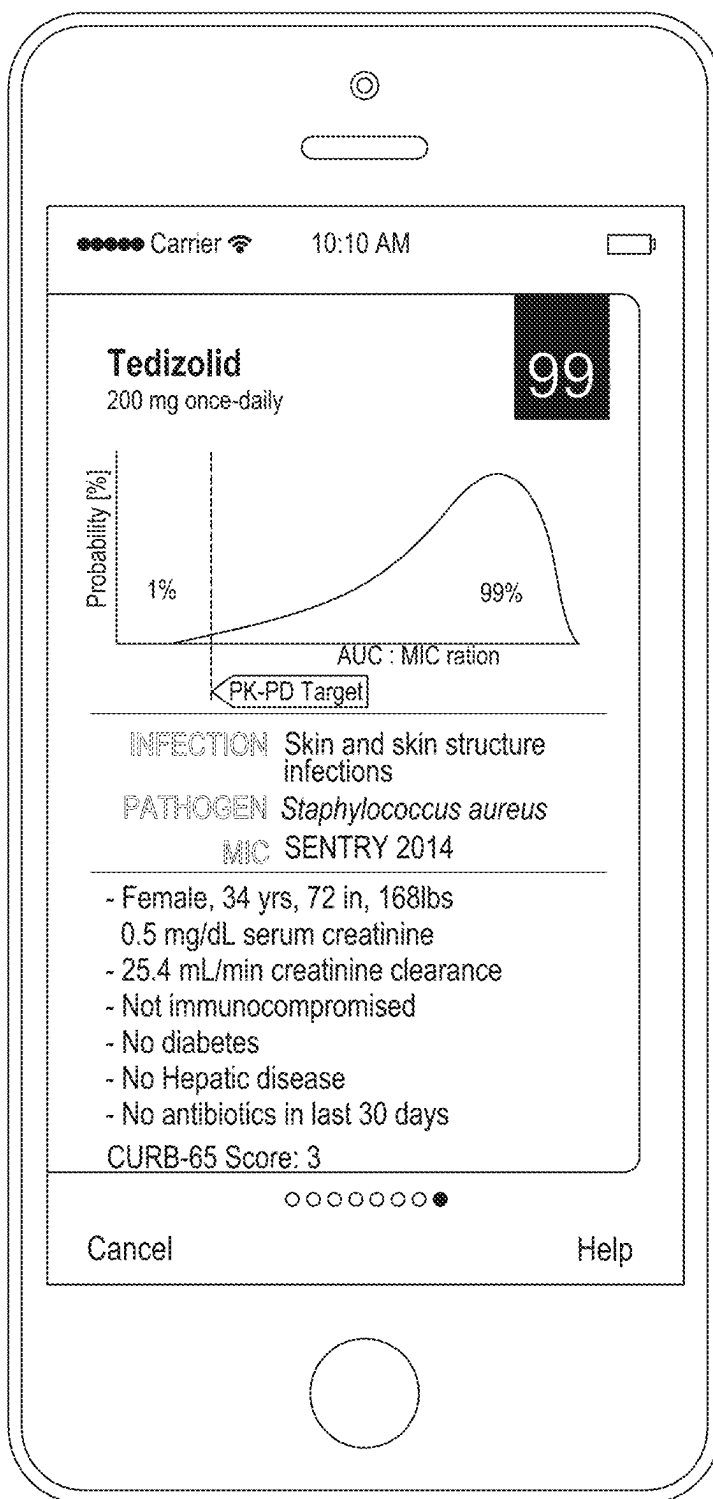 Carrier 10:10 AM
Tedizolid
200 mg once-daily
99
Probability [%]
1%
99%
AUC : MIC ration
PK-PD Target
INFECTION Skin and skin structure
infections
PATHOGEN Staphylococcus aureus
MIC SENTRY 2014
- Female, 34 yrs, 72 in, 168lbs
0.5 mg/dL serum creatinine
- 25.4 mL/min creatinine clearance
- Not immunocompromised
- No diabetes
- No Hepatic disease
- No antibiotics in last 30 days
CURB-65 Score: 3
Cancel Help